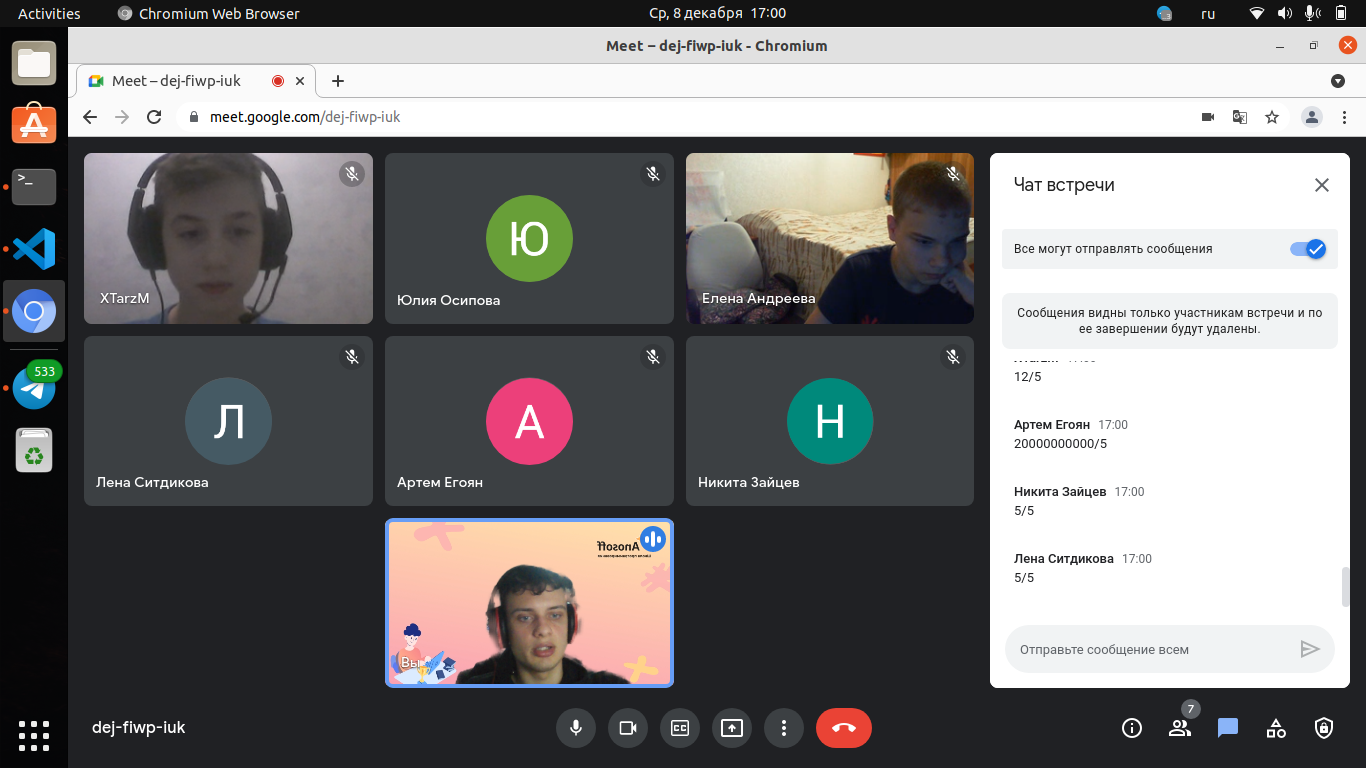 Activities
Chromium Web Browser
Ср, 8 декабря 17:00
ru
Meet – dej-fiwp-iuk - Chromium
Meet – dej-fiwp-iuk
meet.google.com/dej-fiwp-iuk
533
XTarzM
Ю
Юлия Осипова
Елена Андреева
Л
Лена Ситдикова
А
Артем Егоян
Н
Никита Зайцев
Anosoff
Вы
Чат встречи
Все могут отправлять сообщения
Сообщения видны только участникам встречи и по
ее завершении будут удалены.
12/5
Артем Егоян 17:00
20000000000/5
Никита Зайцев 17:00
5/5
Лена Ситдикова 17:00
5/5
Отправьте сообщение всем
dej-fiwp-iuk
7